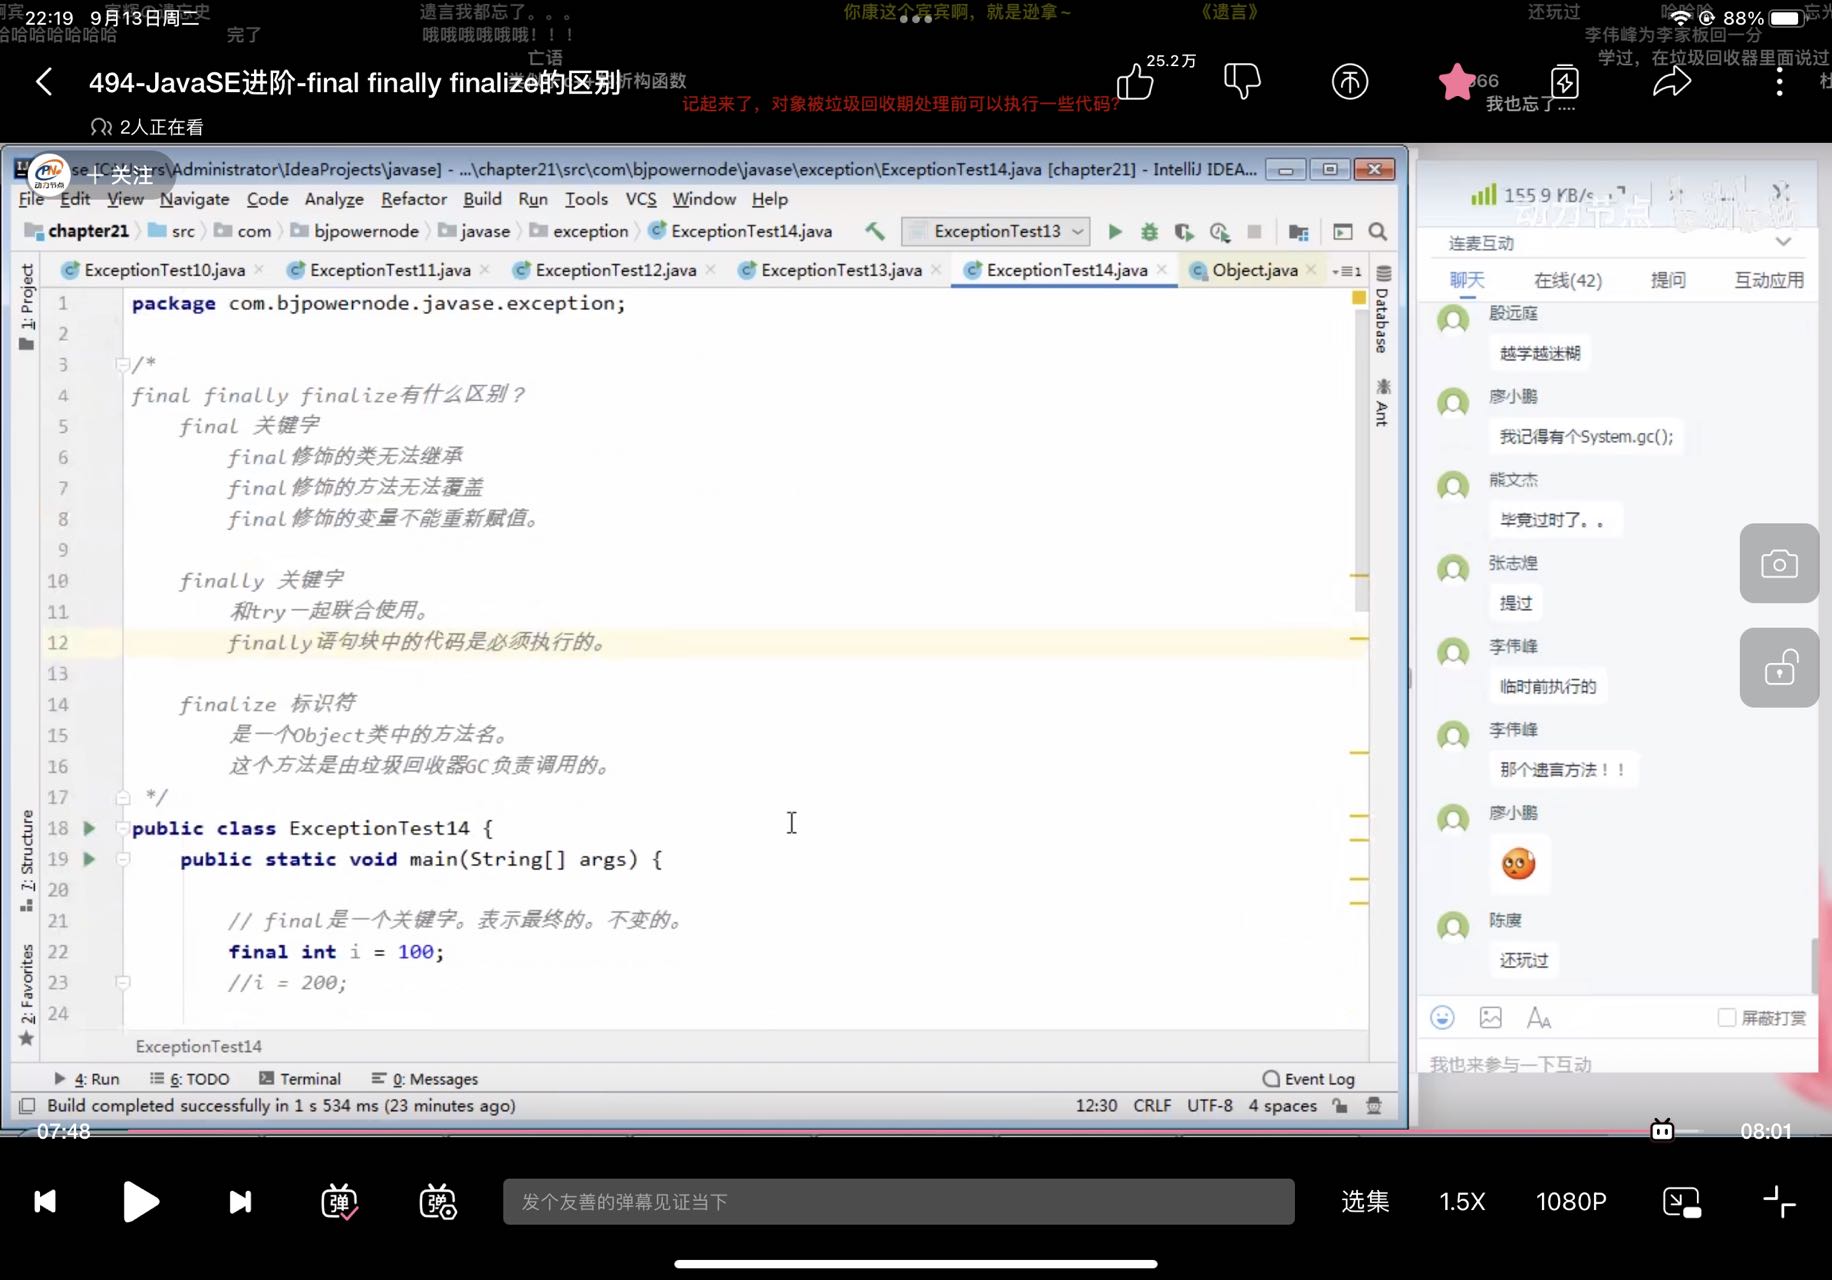 22:19 9月13日周二
遗言我都忘了。。。
你康这个宾宾啊，就是逊拿~
《遗言》
还玩过
88%
哈哈哈哈哈哈哈
完了
哦哦哦哦哦哦！！！
李伟峰为李家板回一分
亡语
学过，在垃圾回收器里面说过
494-JavaSE进阶-final finally finalize的区别
析构函数
25.2万
记起来了，对象被垃圾回收期处理前可以执行一些代码？
我也忘了....
2人正在看
+ 关注
\IdeaProjects\javase] - ...\chapter21\src\com\bjpowernode\javase\exception\ExceptionTest14.java [chapter21] - IntelliJ IDEA...
File Edit View Navigate Code Analyze Refactor Build Run Tools VCS Window Help
chapter21 src com bjpowernode javase exception ExceptionTest14.java ExceptionTest13
ExceptionTest10.java ExceptionTest11.java ExceptionTest12.java ExceptionTest13.java ExceptionTest14.java Object.java
1: Project
7: Structure
2: Favorites
1 package com.bjpowernode.javase.exception;
2
3 /*
4 final finally finalize有什么区别？
5 final 关键字
6 final修饰的类无法继承
7 final修饰的方法无法覆盖
8 final修饰的变量不能重新赋值。
9
10 finally 关键字
11 和try一起联合使用。
12 finally语句块中的代码是必须执行的。
13
14 finalize 标识符
15 是一个Object类中的方法名。
16 这个方法是由垃圾回收器GC负责调用的。
17 */
18 public class ExceptionTest14 {
19 public static void main(String[] args) {
20
21 // final是一个关键字。表示最终的。不变的。
22 final int i = 100;
23 //i = 200;
24
ExceptionTest14
Database
Ant
4: Run 6: TODO Terminal 0: Messages Event Log
Build completed successfully in 1 s 534 ms (23 minutes ago) 12:30 CRLF UTF-8 4 spaces
155.9 KB/s
动力节点
连麦互动
聊天 在线(42) 提问 互动应用
殷远庭
越学越迷糊
廖小鹏
我记得有个System.gc();
熊文杰
毕竟过时了。。
张志煌
提过
李伟峰
临时前执行的
李伟峰
那个遗言方法！！
廖小鹏
陈赓
还玩过
屏蔽打赏
我也来参与一下互动
07:48
08:01
弹
弹
发个友善的弹幕见证当下
选集
1.5X
1080P